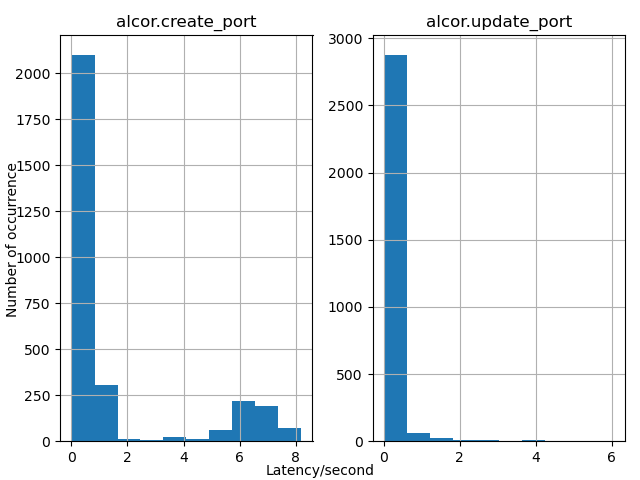 alcor.create_port
alcor.update_port
Number of occurrence
2000
1750
1500
1250
1000
750
500
250
0
0 2 4 6 8
3000
2500
2000
1500
1000
500
0
0 2 4 6
Latency/second